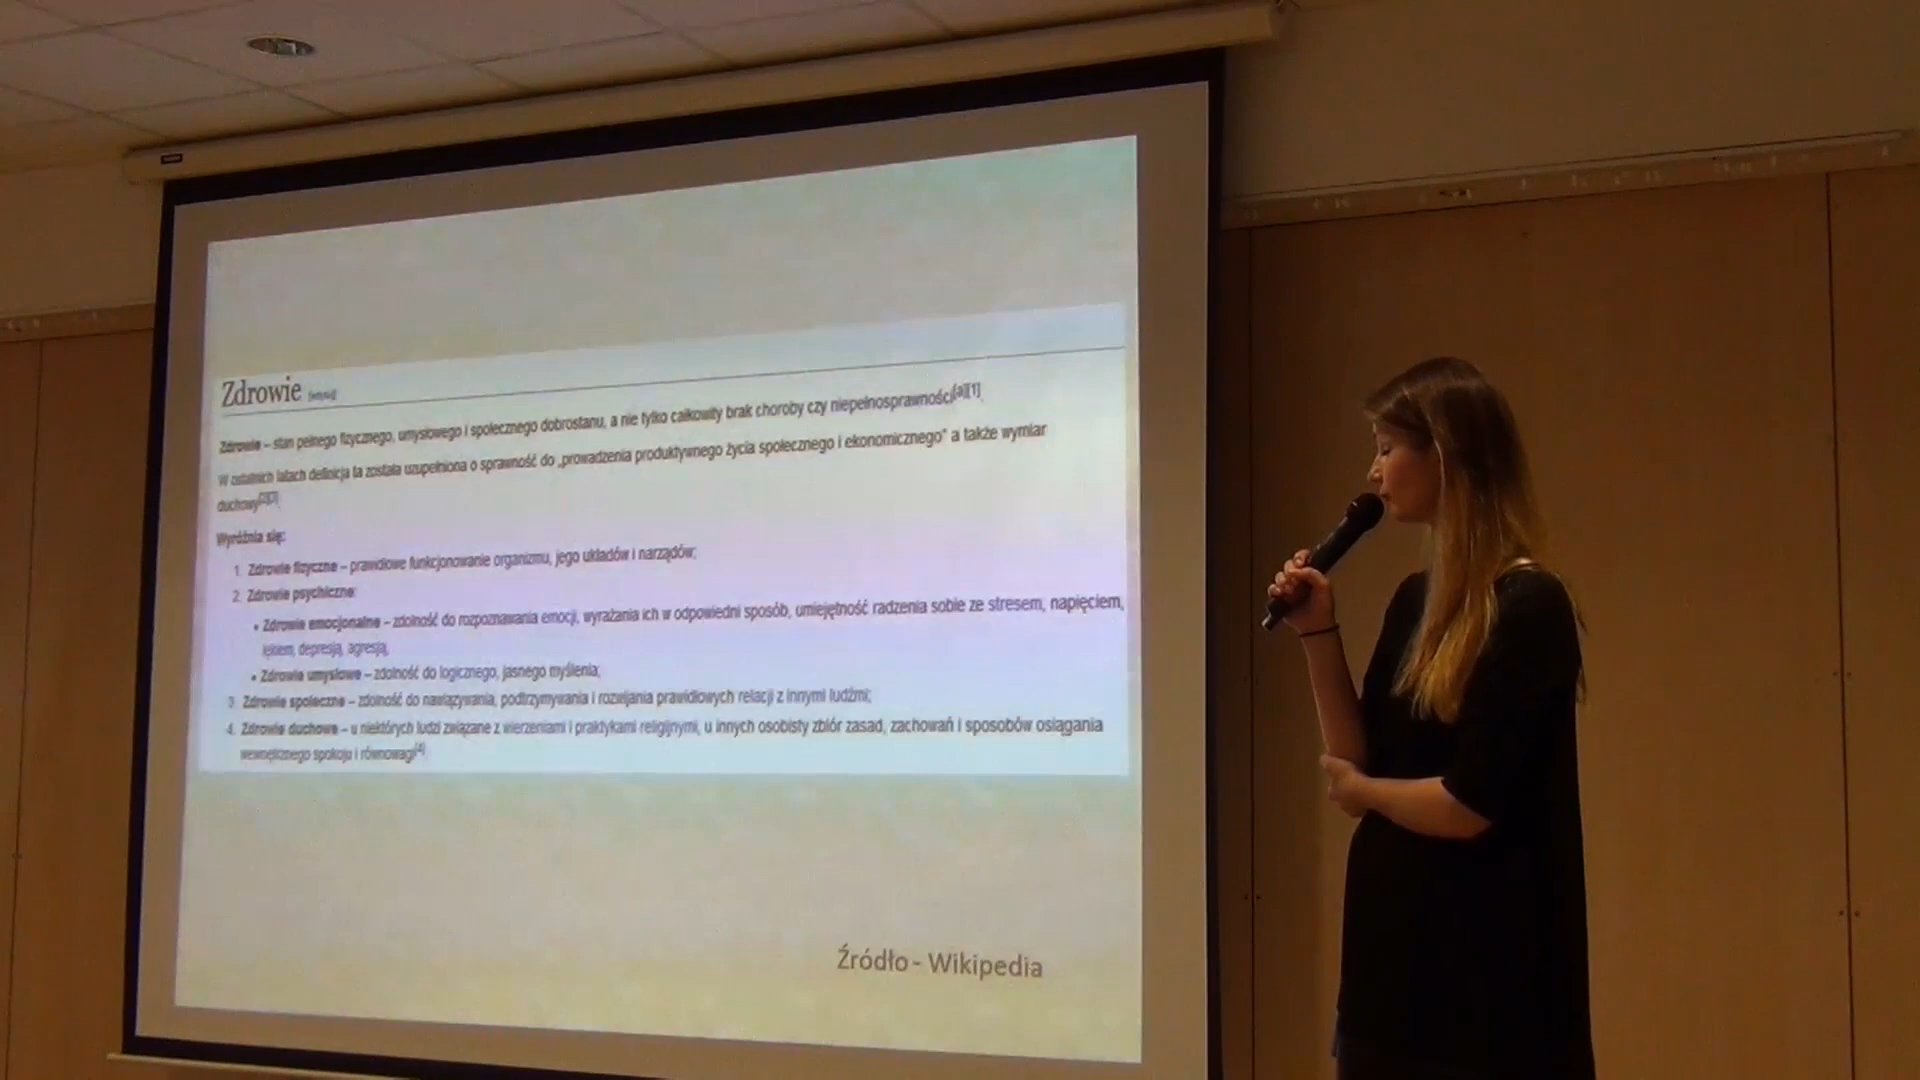 Zdrowie [edytuj]
Zdrowie – stan pełnego fizycznego, umysłowego i społecznego dobrostanu, a nie tylko całkowity brak choroby czy niepełnosprawności[a][1].
W ostatnich latach definicja ta została uzupełniona o sprawność do „prowadzenia produktywnego życia społecznego i ekonomicznego” a także wymiar
duchowy[2][3].
Wyróżnia się:
1. Zdrowie fizyczne – prawidłowe funkcjonowanie organizmu, jego układów i narządów;
2. Zdrowie psychiczne:
• Zdrowie emocjonalne – zdolność do rozpoznawania emocji, wyrażania ich w odpowiedni sposób, umiejętność radzenia sobie ze stresem, napięciem,
lękiem, depresją, agresją,
• Zdrowie umysłowe – zdolność do logicznego, jasnego myślenia;
3. Zdrowie społeczne – zdolność do nawiązywania, podtrzymywania i rozwijania prawidłowych relacji z innymi ludźmi;
4. Zdrowie duchowe – u niektórych ludzi związane z wierzeniami i praktykami religijnymi, u innych osobisty zbiór zasad, zachowań i sposobów osiągania
wewnętrznego spokoju i równowagi[4].
Źródło - Wikipedia